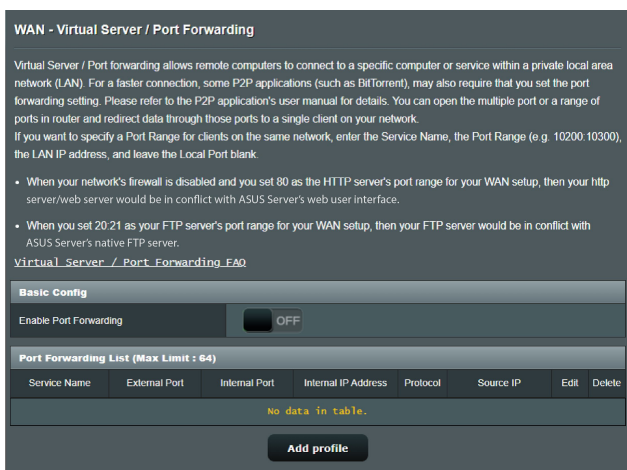 WAN - Virtual Server / Port Forwarding
Virtual Server / Port forwarding allows remote computers to connect to a specific computer or service within a private local area
network (LAN). For a faster connection, some P2P applications (such as BitTorrent), may also require that you set the port
forwarding setting. Please refer to the P2P application's user manual for details. You can open the multiple port or a range of
ports in router and redirect data through those ports to a single client on your network.
If you want to specify a Port Range for clients on the same network, enter the Service Name, the Port Range (e.g. 10200:10300),
the LAN IP address, and leave the Local Port blank.
• When your network's firewall is disabled and you set 80 as the HTTP server's port range for your WAN setup, then your http
server/web server would be in conflict with ASUS Server's web user interface.
• When you set 20:21 as your FTP server's port range for your WAN setup, then your FTP server would be in conflict with
ASUS Server's native FTP server.
Virtual Server / Port Forwarding FAQ
Basic Config
Enable Port Forwarding OFF
Port Forwarding List (Max Limit : 64)
Service Name External Port Internal Port Internal IP Address Protocol Source IP Edit Delete
No data in table.
Add profile